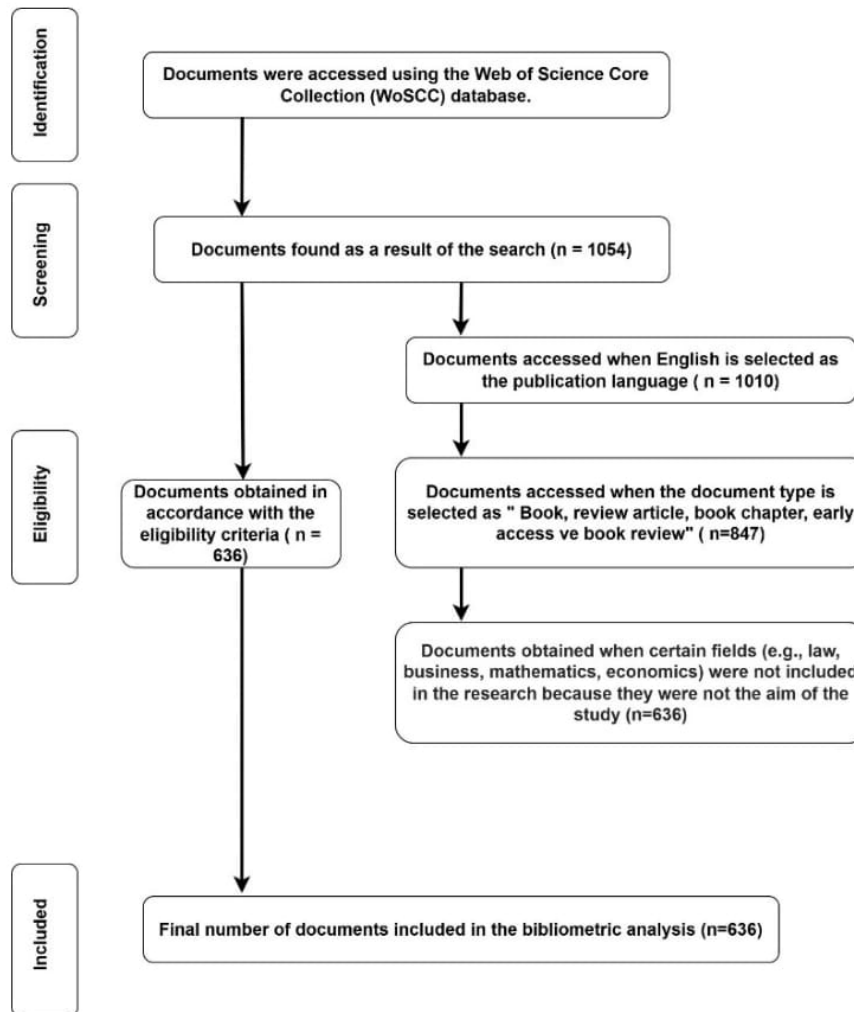 Identification
Documents were accessed using the Web of Science Core
Collection (WoSCC) database.
Screening
Documents found as a result of the search (n = 1054)
Documents accessed when English is selected as
the publication language ( n = 1010)
Eligibility
Documents obtained in
accordance with the
eligibility criteria ( n =
636)
Documents accessed when the document type is
selected as " Book, review article, book chapter, early
access ve book review" ( n=847)
Documents obtained when certain fields (e.g., law,
business, mathematics, economics) were not included
in the research because they were not the aim of the
study (n=636)
Included
Final number of documents included in the bibliometric analysis (n=636)